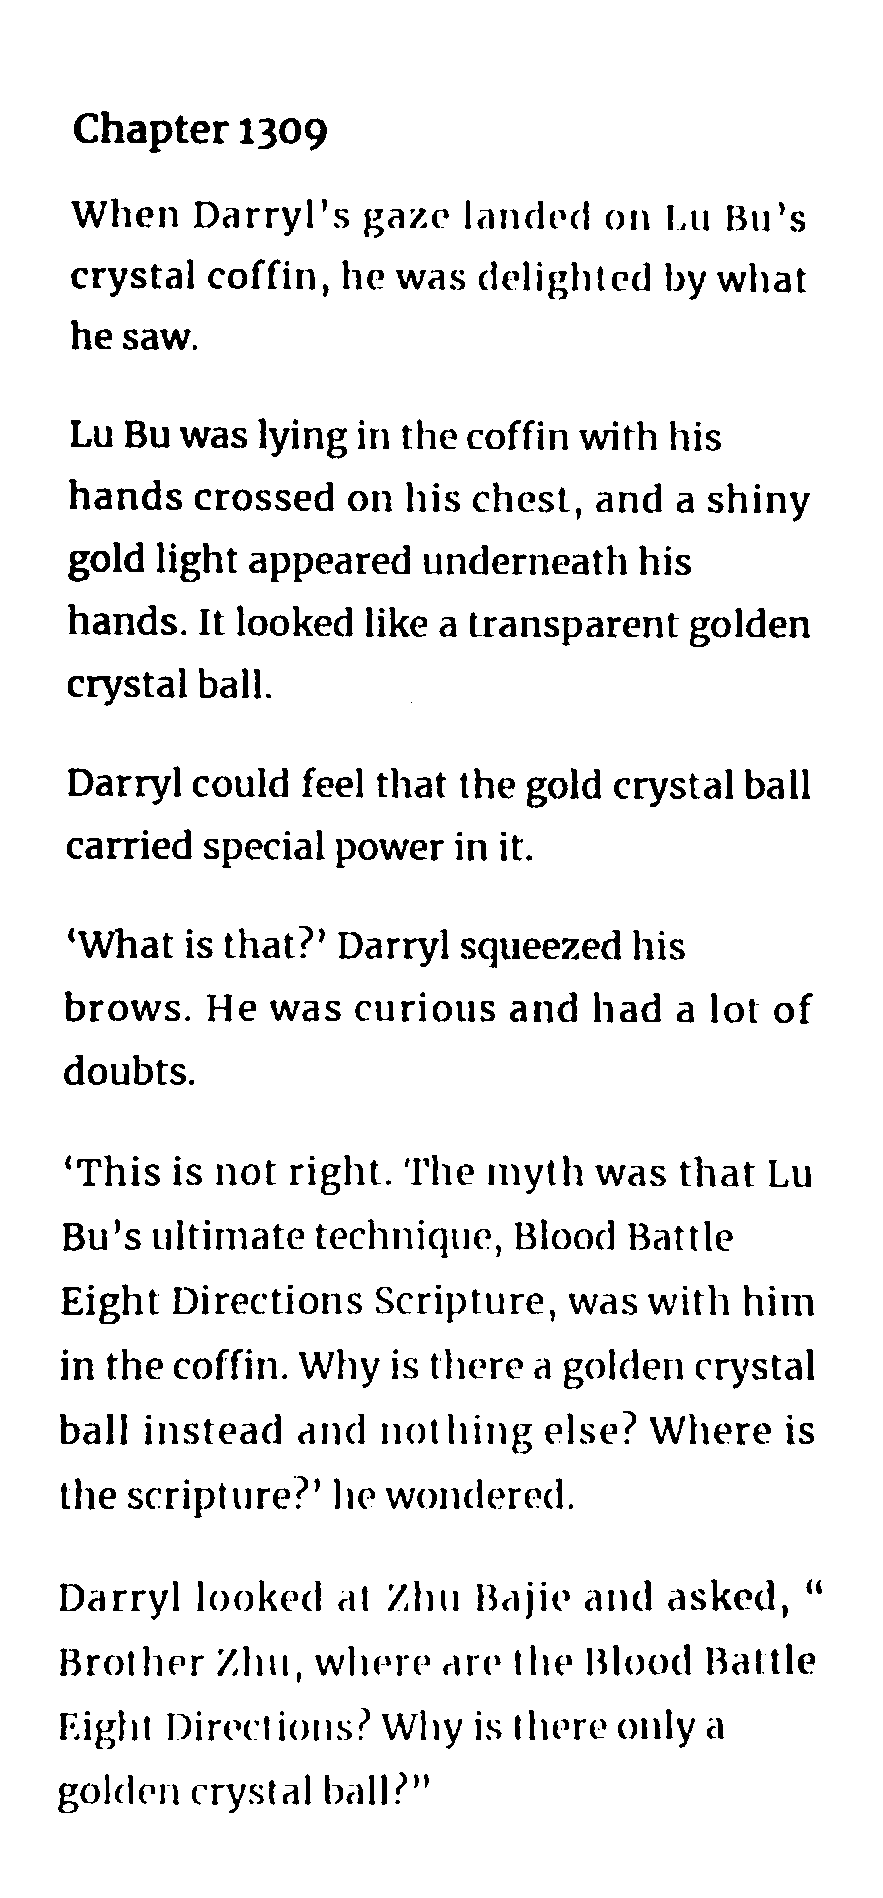 Chapter 1309
When Darryl's gaze landed on Lu Bu's
crystal coffin, he was delighted by what
he saw.
Lu Bu was lying in the coffin with his
hands crossed on his chest, and a shiny
gold light appeared underneath his
hands. It looked like a transparent golden
crystal ball.
Darryl could feel that the gold crystal ball
carried special power in it.
‘What is that?’ Darryl squeezed his
brows. He was curious and had a lot of
doubts.
‘This is not right. The myth was that Lu
Bu's ultimate technique, Blood Battle
Eight Directions Scripture, was with him
in the coffin. Why is there a golden crystal
ball instead and nothing else? Where is
the scripture?’ he wondered.
Darryl looked at Zhu Bajie and asked, “
Brother Zhu, where are the Blood Battle
Eight Directions? Why is there only a
golden crystal ball?"